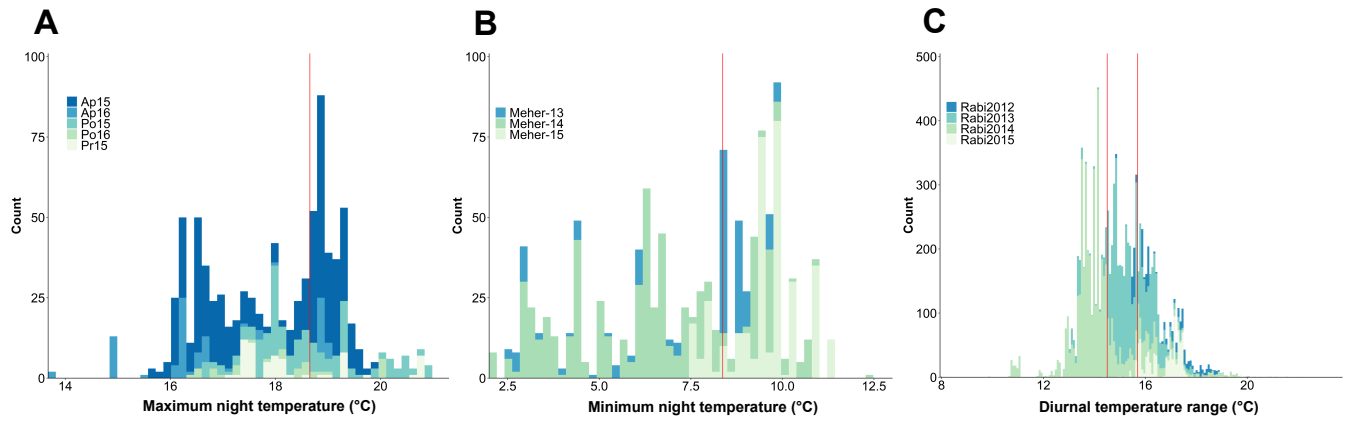 A
B
C
100
75
50
25
0
Count
Ap15
Ap16
Po15
Po16
Pr15
14
16
18
20
Maximum night temperature (°C)
100
75
50
25
0
Count
Meher-13
Meher-14
Meher-15
2.5
5.0
7.5
10.0
12.5
Minimum night temperature (°C)
500
400
300
200
100
0
Count
Rabi2012
Rabi2013
Rabi2014
Rabi2015
8
12
16
20
Diurnal temperature range (°C)